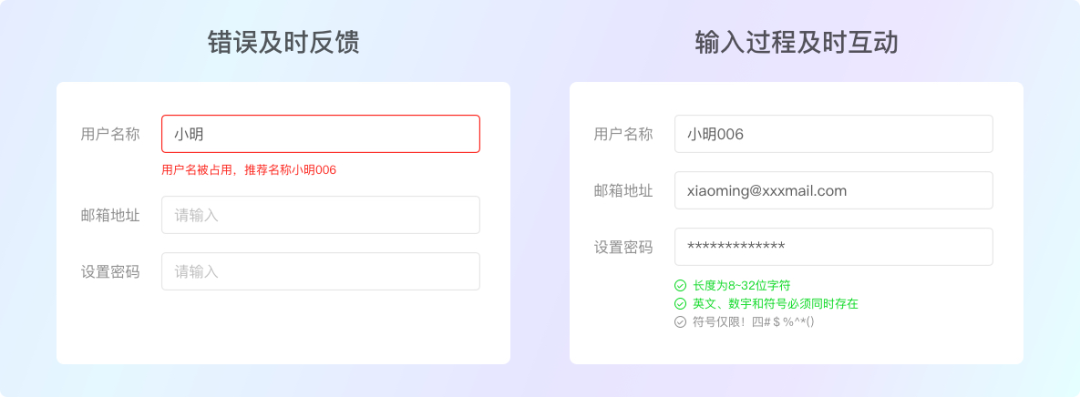 错误及时反馈
用户名称
小明
用户名被占用，推荐名称小明006
邮箱地址
请输入
设置密码
请输入
输入过程及时互动
用户名称
小明006
邮箱地址
xiaoming@xxxmail.com
设置密码
*************
长度为8~32位字符
英文、数字和符号必须同时存在
符号仅限！四#$%^*()